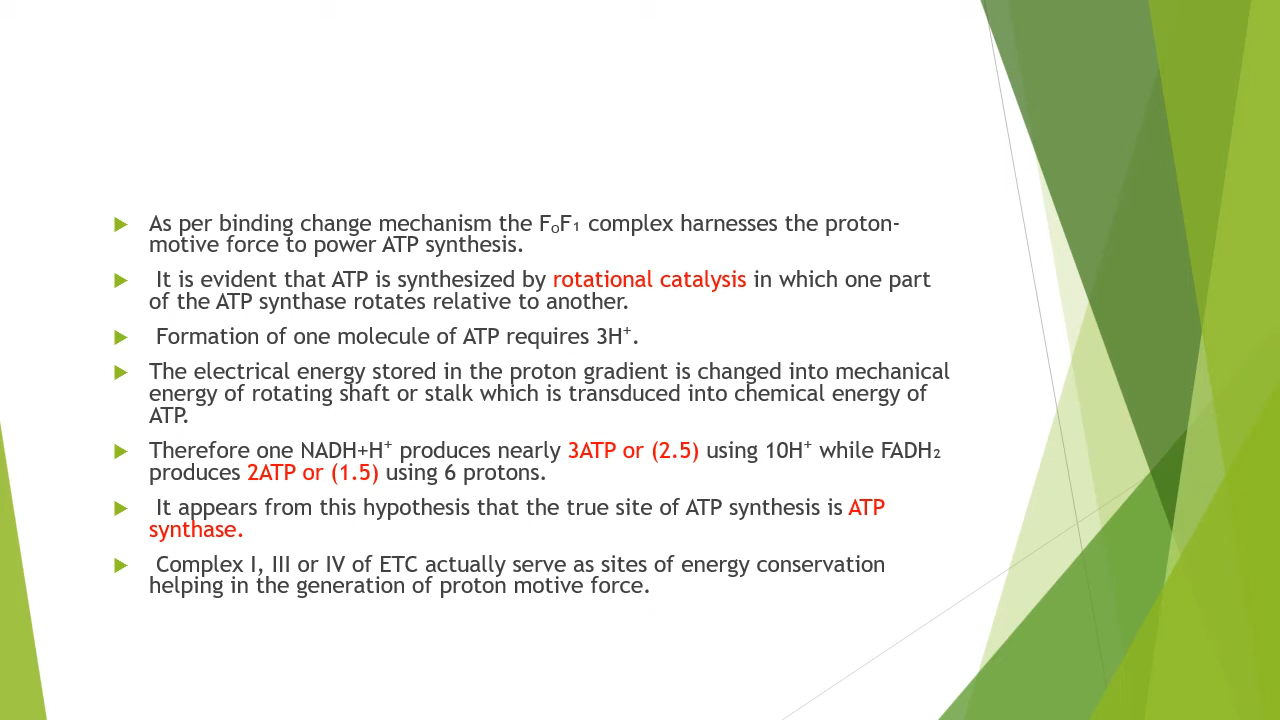 As per binding change mechanism the FₒF₁ complex harnesses the proton-
motive force to power ATP synthesis.
It is evident that ATP is synthesized by rotational catalysis in which one part
of the ATP synthase rotates relative to another.
Formation of one molecule of ATP requires 3H⁺.
The electrical energy stored in the proton gradient is changed into mechanical
energy of rotating shaft or stalk which is transduced into chemical energy of
ATP.
Therefore one NADH+H⁺ produces nearly 3ATP or (2.5) using 10H⁺ while FADH₂
produces 2ATP or (1.5) using 6 protons.
It appears from this hypothesis that the true site of ATP synthesis is ATP
synthase.
Complex I, III or IV of ETC actually serve as sites of energy conservation
helping in the generation of proton motive force.